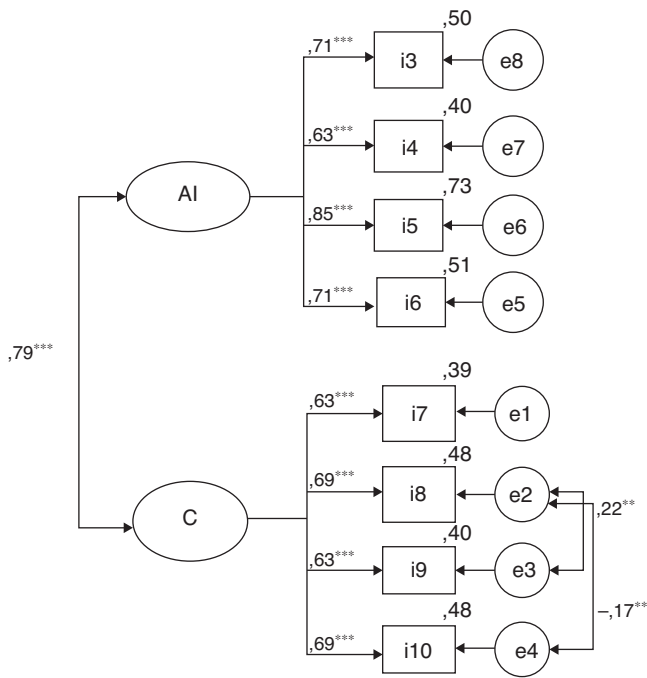 ,50
,71*** i3 e8
,40
,63*** i4 e7
AI
,73
,85*** i5 e6
,51
,71*** i6 e5
,79***
,39
,63*** i7 e1
,48
,69*** i8 e2
C
,22**
,40
,63*** i9 e3
–,17**
,48
,69*** i10 e4